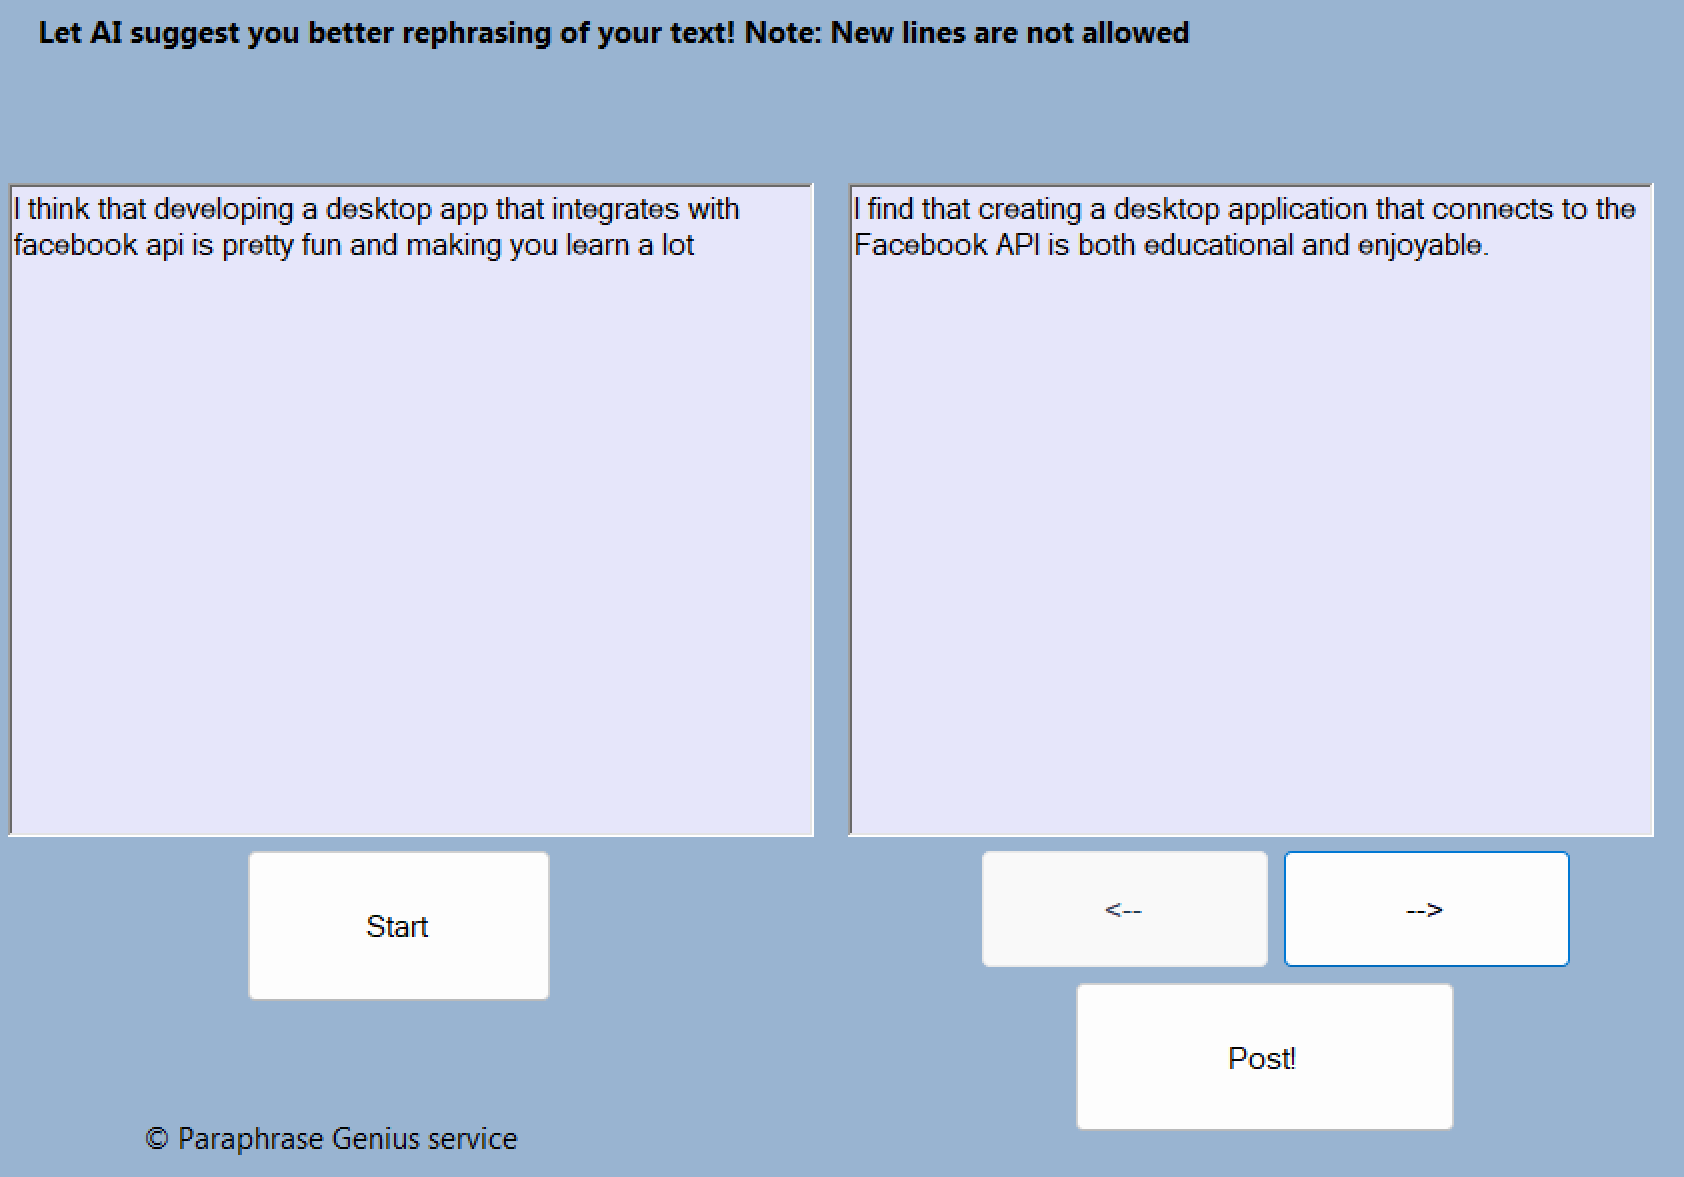 Let AI suggest you better rephrasing of your text! Note: New lines are not allowed
I think that developing a desktop app that integrates with
facebook api is pretty fun and making you learn a lot
I find that creating a desktop application that connects to the
Facebook API is both educational and enjoyable.
Start
<--
-->
Post!
© Paraphrase Genius service